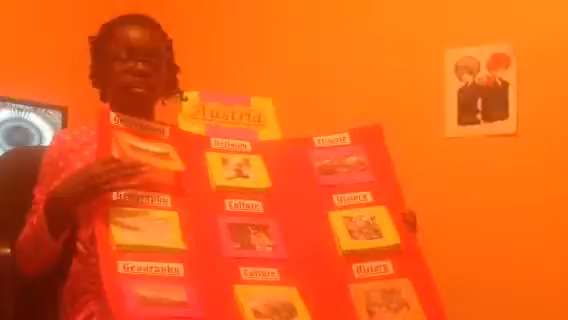 Austria
Religion
Climate
Geography
Culture
History
Geography
Culture
History